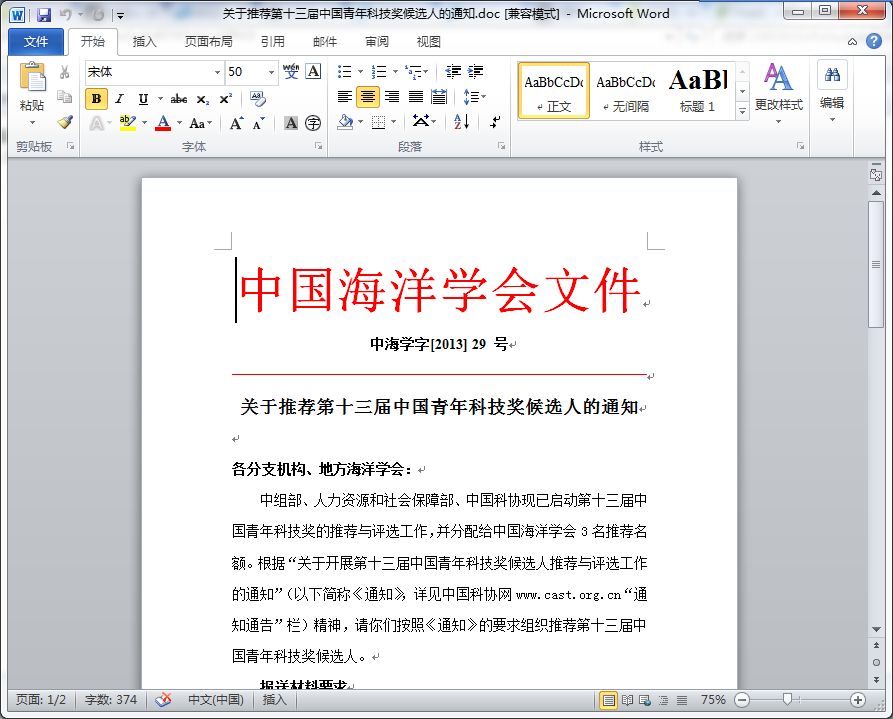 关于推荐第十三届中国青年科技奖候选人的通知.doc [兼容模式] - Microsoft Word
文件 开始 插入 页面布局 引用 邮件 审阅 视图
宋体 50 wén A
AaBbCcDc AaBbCcDc AaBl
粘贴 B I U abc x₂ x² Aa
正文 无间隔 标题 1 更改样式 编辑
A ab A Aa A A A 字
剪贴板 字体 段落 样式
中国海洋学会文件
中海学字[2013] 29 号
关于推荐第十三届中国青年科技奖候选人的通知
各分支机构、地方海洋学会：
中组部、人力资源和社会保障部、中国科协现已启动第十三届中
国青年科技奖的推荐与评选工作，并分配给中国海洋学会 3 名推荐名
额。根据“关于开展第十三届中国青年科技奖候选人推荐与评选工作
的通知”（以下简称《通知》，详见中国科协网 www.cast.org.cn“通
知通告”栏）精神，请你们按照《通知》的要求组织推荐第十三届中
国青年科技奖候选人。
报送材料要求
页面: 1/2 字数: 374 中文(中国) 插入 75%